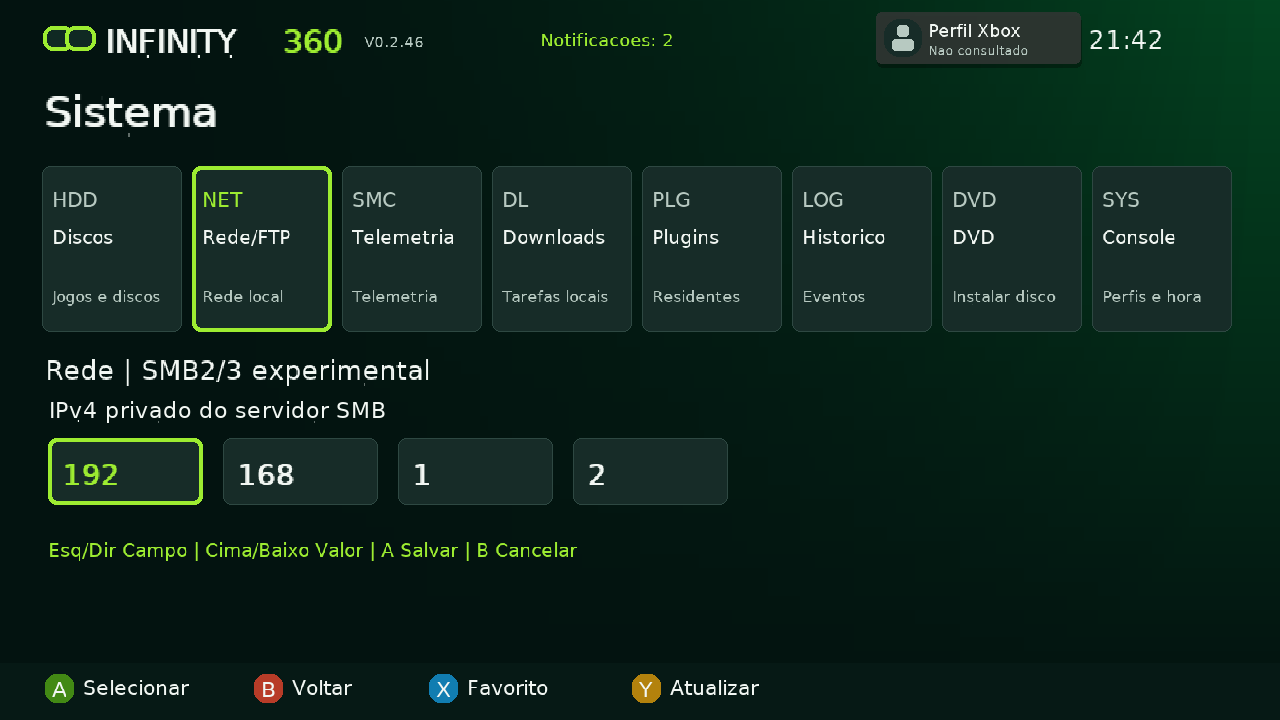 INFINITY 360 V0.2.46 Notificacoes: 2 Perfil Xbox 21:42
Nao consultado
Sistema
HDD NET SMC DL PLG LOG DVD SYS
Discos Rede/FTP Telemetria Downloads Plugins Historico DVD Console
Jogos e discos Rede local Telemetria Tarefas locais Residentes Eventos Instalar disco Perfis e hora
Rede | SMB2/3 experimental
IPv4 privado do servidor SMB
192 168 1 2
Esq/Dir Campo | Cima/Baixo Valor | A Salvar | B Cancelar
A Selecionar B Voltar X Favorito Y Atualizar